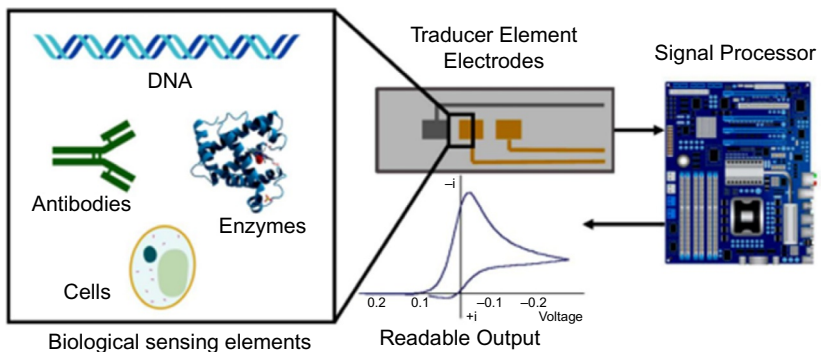 DNA
Antibodies
Enzymes
Cells
Biological sensing elements
Traducer Element
Electrodes
Signal Processor
–i
0.2
0.1
–0.1
–0.2
+i
Voltage
Readable Output